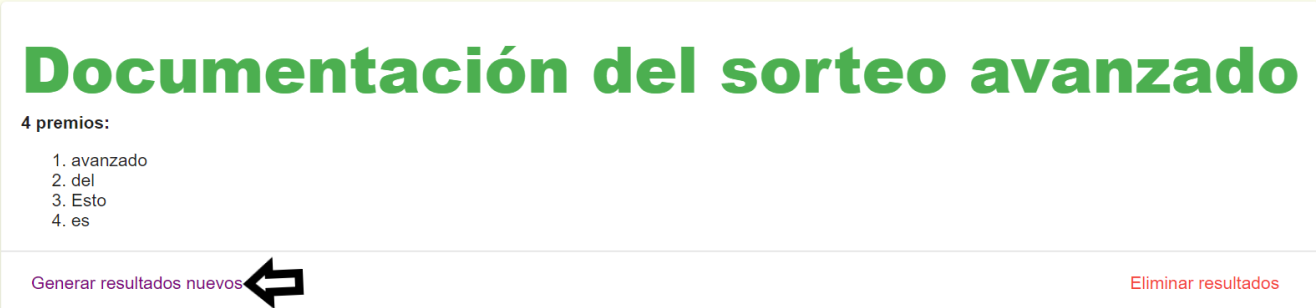 Documentación del sorteo avanzado
4 premios:
1. avanzado
2. del
3. Esto
4. es
Generar resultados nuevos
Eliminar resultados